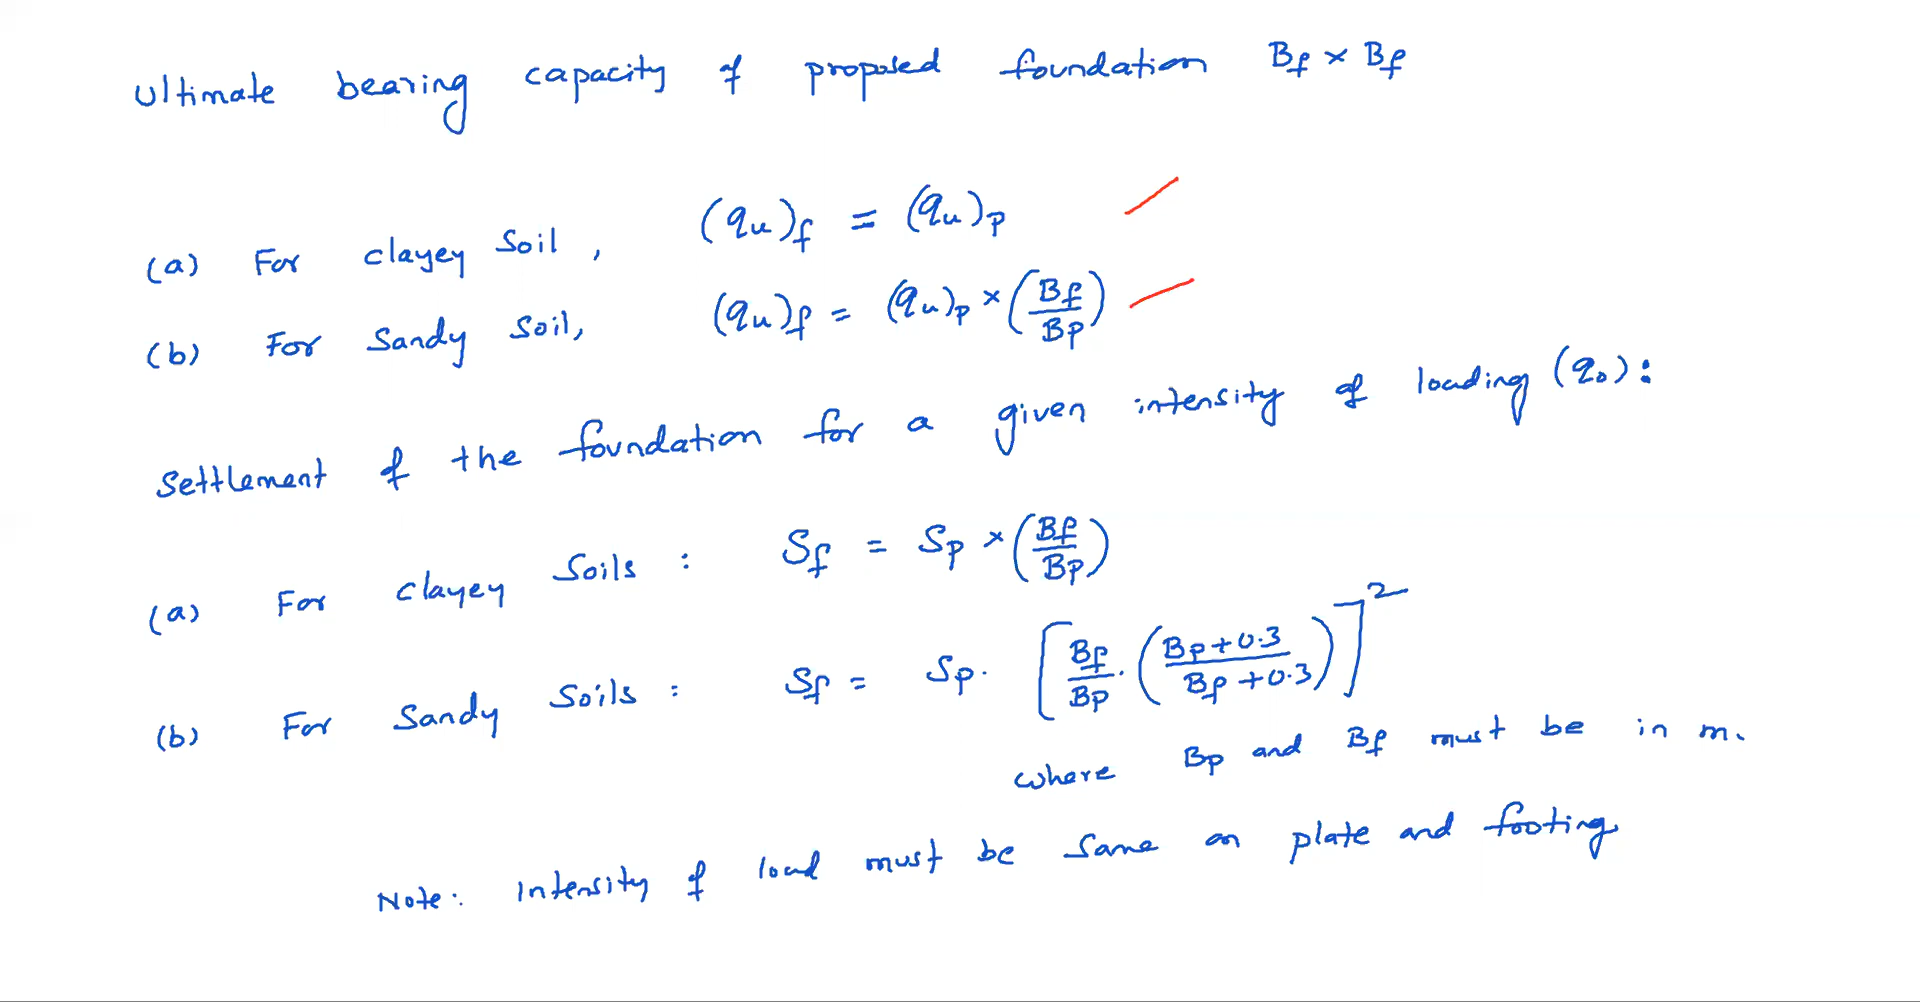 Ultimate bearing capacity of proposed foundation Bf × Bf
(a) For clayey Soil, (qu)f = (qu)p
(b) For Sandy Soil, (qu)f = (qu)p × (Bf/Bp)
Settlement of the foundation for a given intensity of loading (q0):
(a) For clayey Soils : Sf = Sp × (Bf/Bp)
(b) For Sandy Soils : Sf = Sp. [Bf/Bp . (Bp+0.3/Bf+0.3)]²
where Bp and Bf must be in m.
Note: Intensity of load must be same on plate and footing